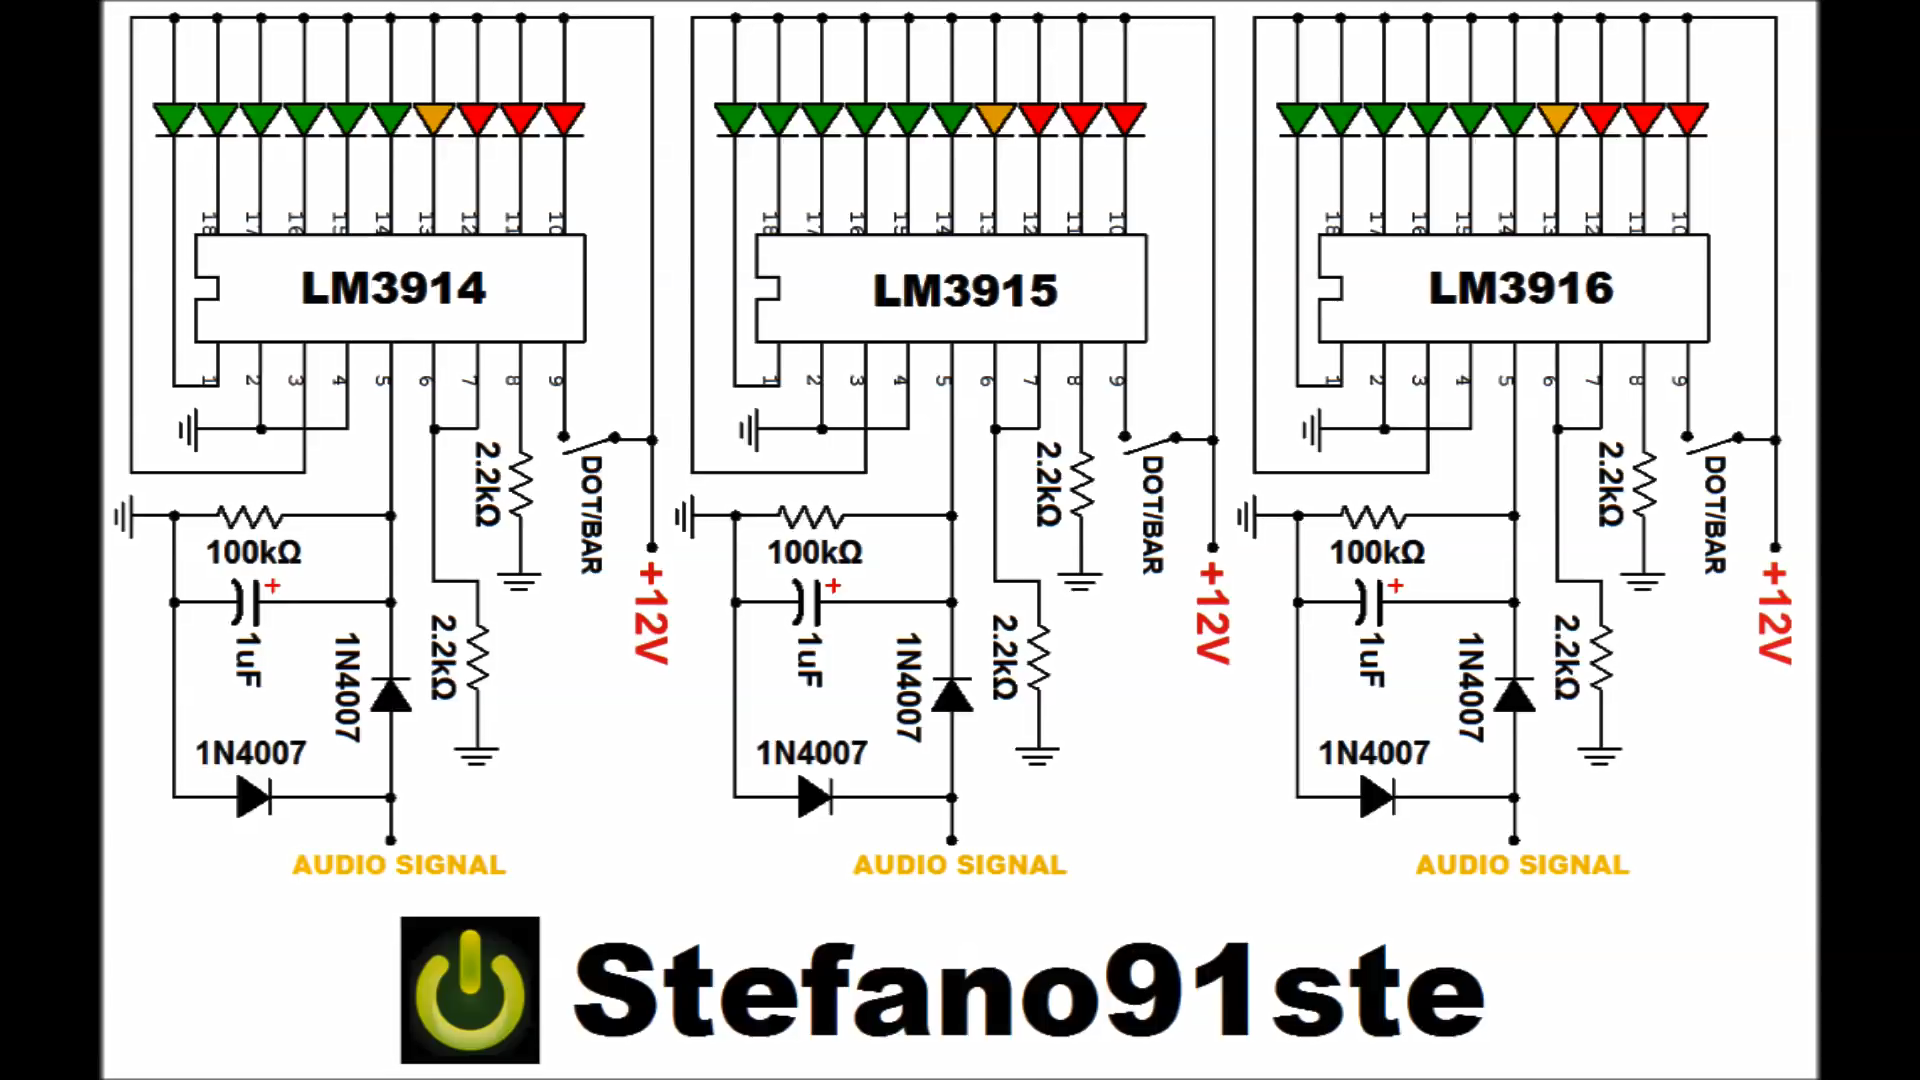 18 17 16 15 14 13 12 11 10
LM3914
1 2 3 4 5 6 7 8 9
2.2kΩ
DOT/BAR
100kΩ
+
1uF
1N4007
2.2kΩ
+12V
1N4007
AUDIO SIGNAL
18 17 16 15 14 13 12 11 10
LM3915
1 2 3 4 5 6 7 8 9
2.2kΩ
DOT/BAR
100kΩ
+
1uF
1N4007
2.2kΩ
+12V
1N4007
AUDIO SIGNAL
18 17 16 15 14 13 12 11 10
LM3916
1 2 3 4 5 6 7 8 9
2.2kΩ
DOT/BAR
100kΩ
+
1uF
1N4007
2.2kΩ
+12V
1N4007
AUDIO SIGNAL
Stefano91ste